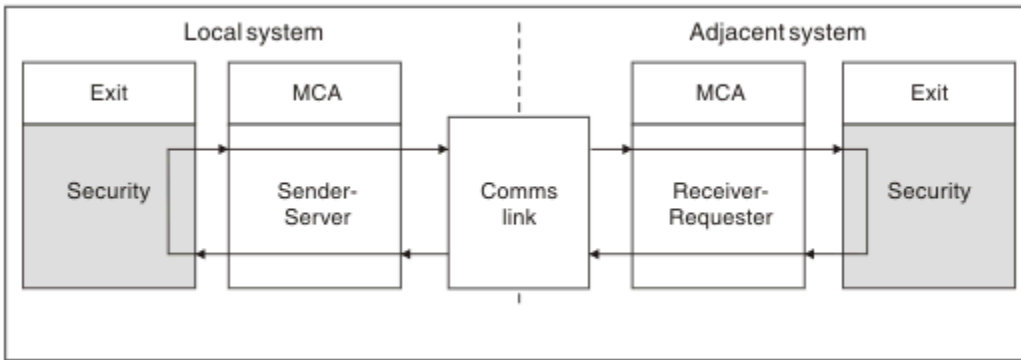 Local system
Adjacent system
Exit
MCA
MCA
Exit
Security
Sender-
Server
Comms
link
Receiver-
Requester
Security